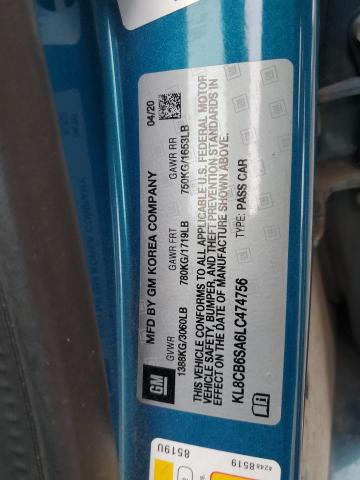 MFD BY GM KOREA COMPANY 04/20
GVWR GAWR FRT GAWR RR
1388KG/3060LB 780KG/1719LB 750KG/1653LB
THIS VEHICLE CONFORMS TO ALL APPLICABLE U.S. FEDERAL MOTOR
VEHICLE SAFETY, BUMPER, AND THEFT PREVENTION STANDARDS IN
EFFECT ON THE DATE OF MANUFACTURE SHOWN ABOVE.
KL8CB6SA6LC474756 TYPE: PASS CAR
GM
8519U
4248 8519